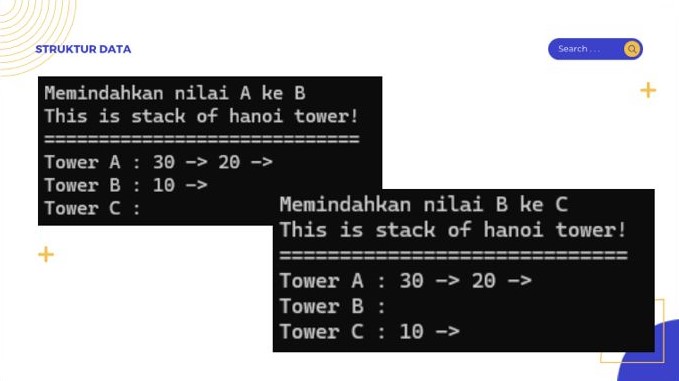 STRUKTUR DATA
Search . . .
Memindahkan nilai A ke B
This is stack of hanoi tower!
==============================
Tower A : 30 -> 20 ->
Tower B : 10 ->
Tower C :
Memindahkan nilai B ke C
This is stack of hanoi tower!
==============================
Tower A : 30 -> 20 ->
Tower B :
Tower C : 10 ->